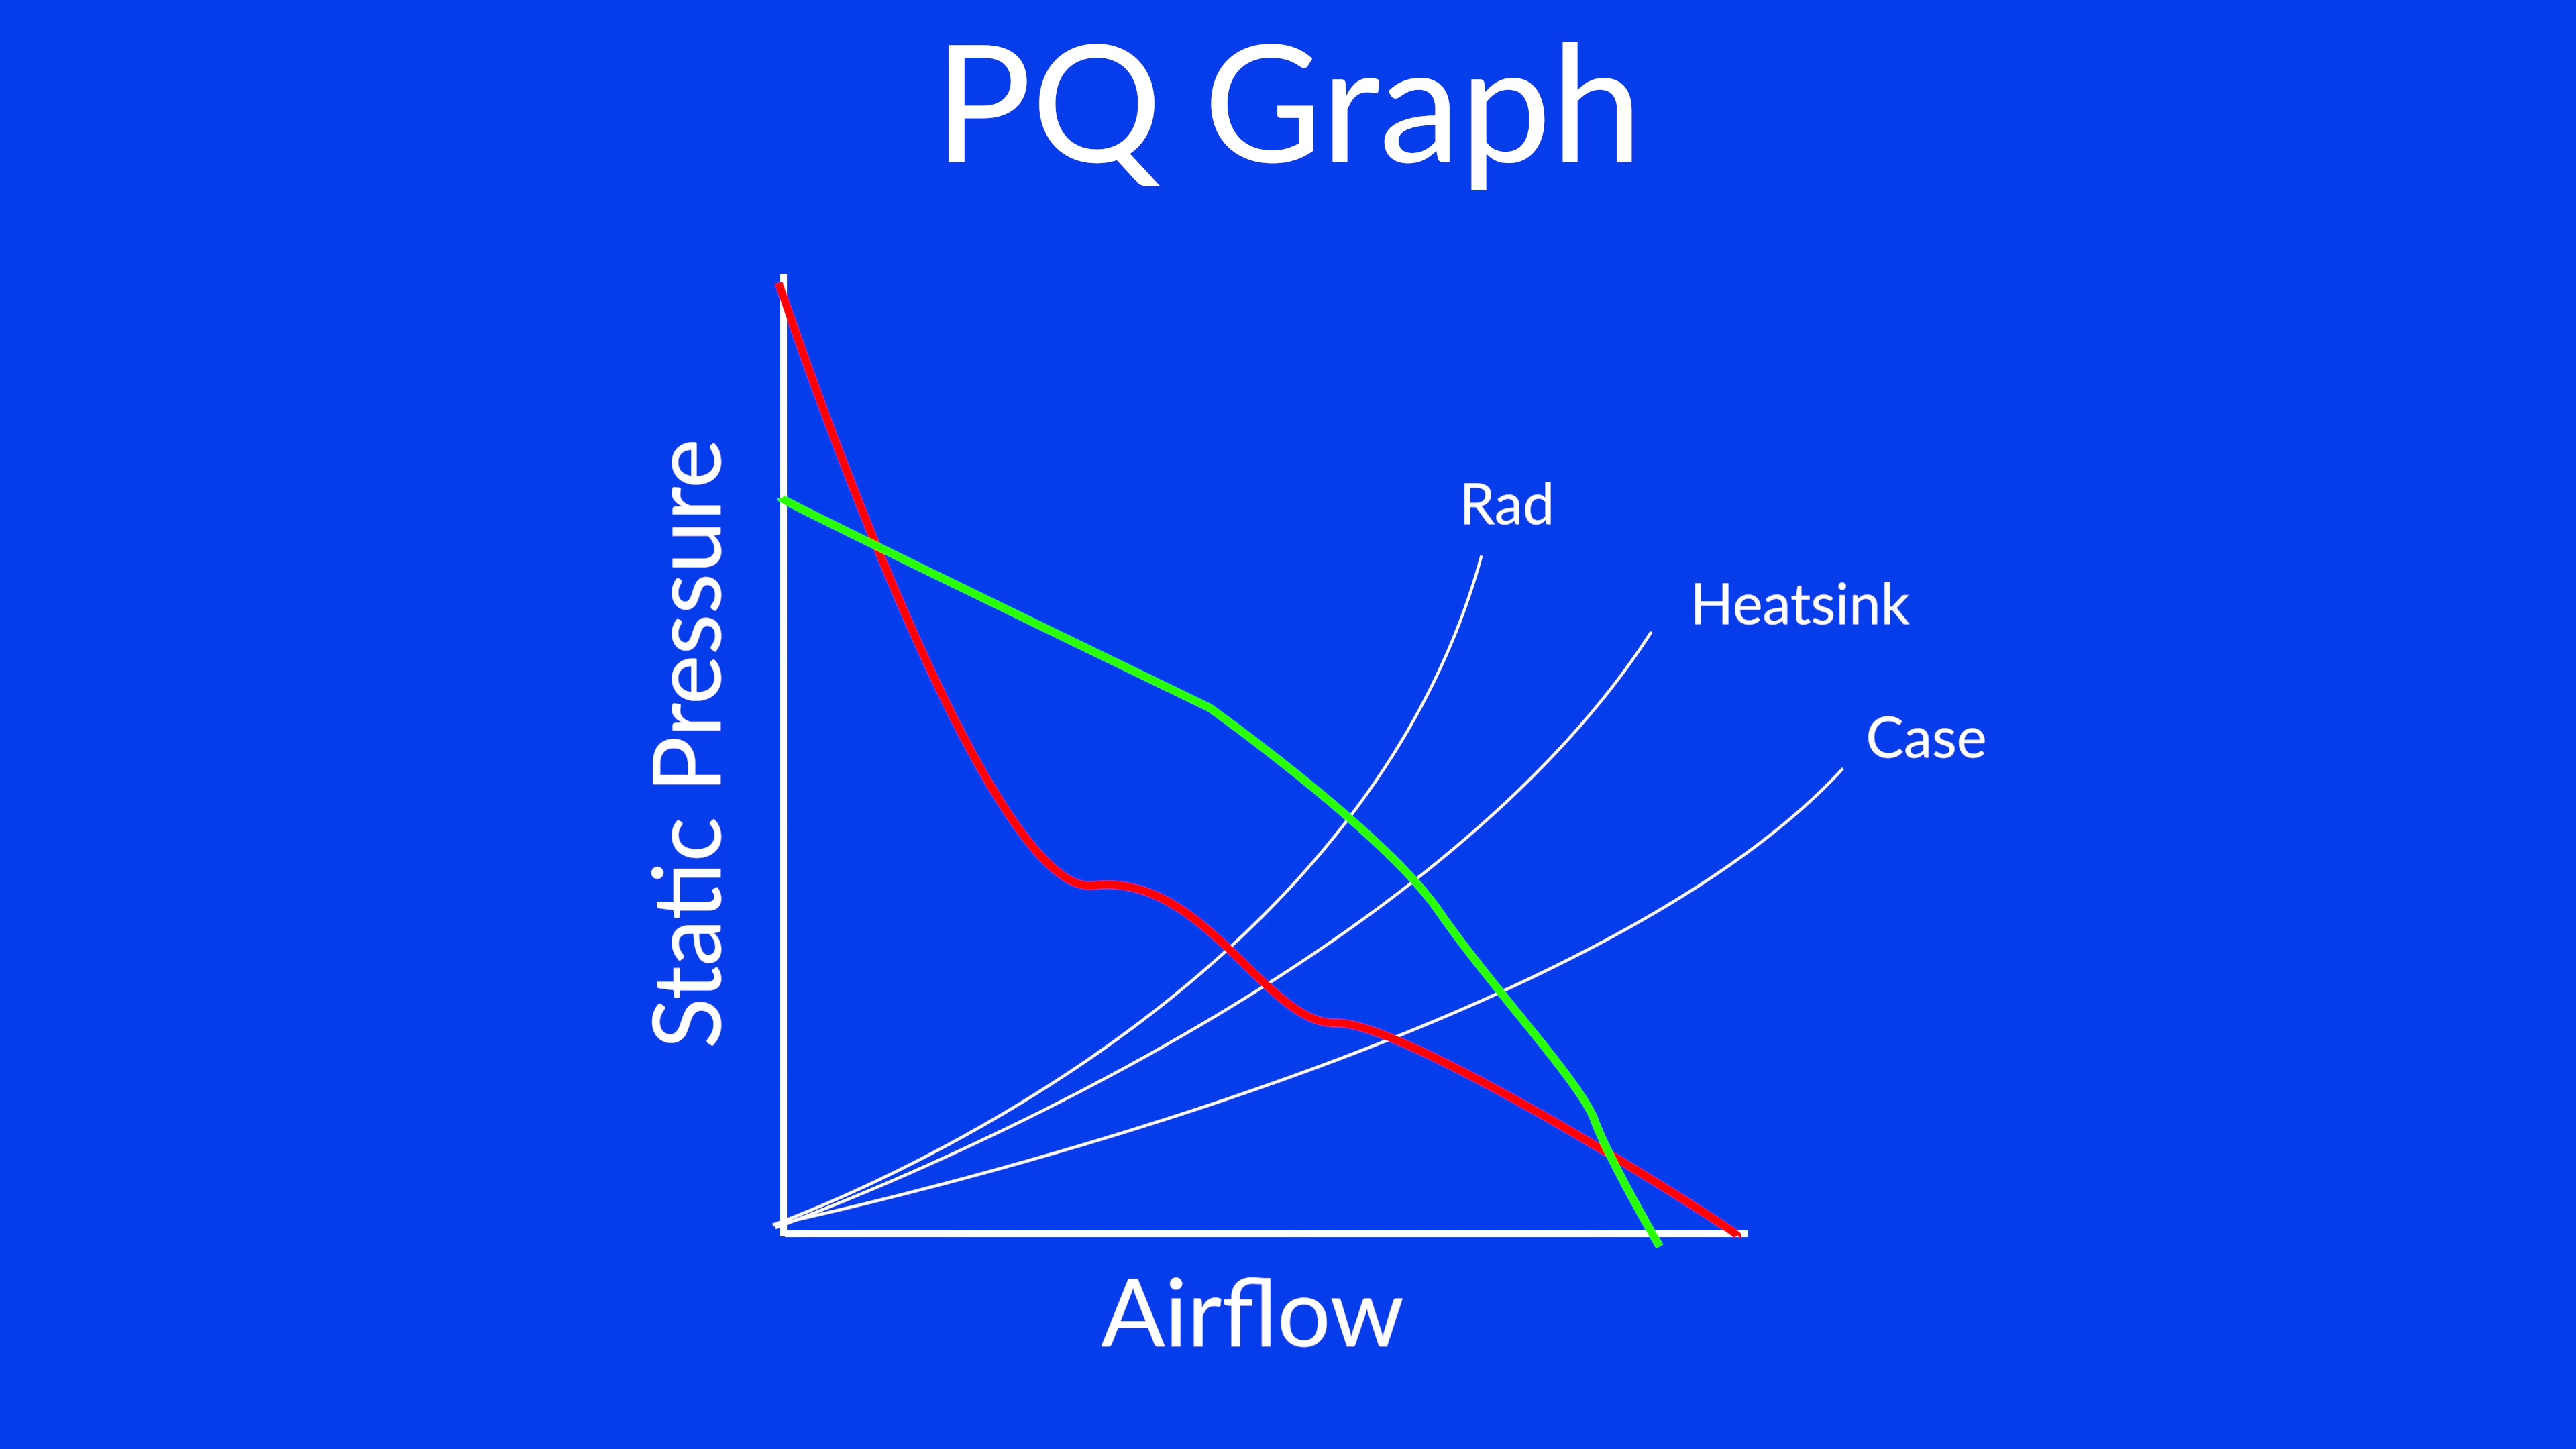 PQ Graph
Static Pressure
Rad
Heatsink
Case
Airflow